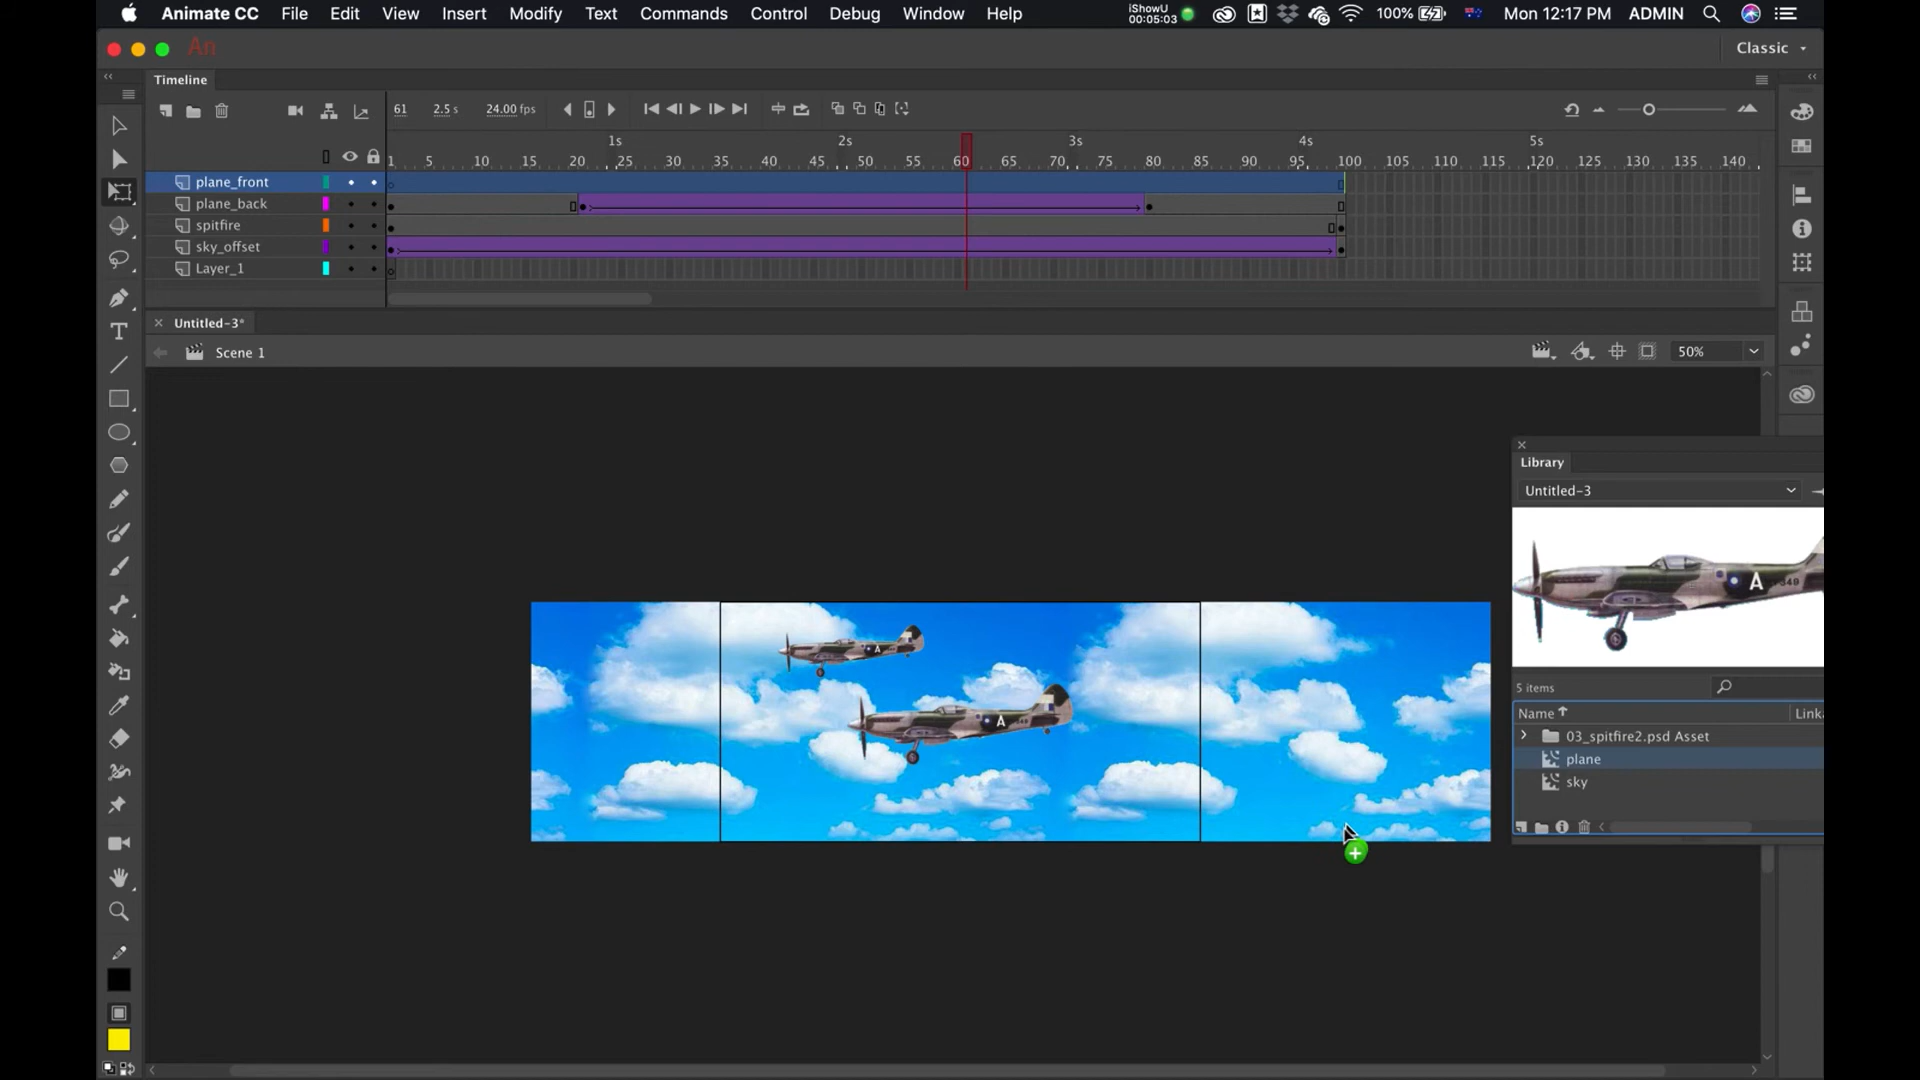 Animate CC File Edit View Insert Modify Text Commands Control Debug Window Help iShowU 00:05:03 100% Mon 12:17 PM ADMIN
An Classic
Timeline
61 2.5 s 24.00 fps
1s 2s 3s 4s 5s
1 5 10 15 20 25 30 35 40 45 50 55 60 65 70 75 80 85 90 95 100 105 110 115 120 125 130 135 140
plane_front
plane_back
spitfire
sky_offset
Layer_1
Untitled-3*
Scene 1 50%
Library
Untitled-3
A
A
A 349
5 items
Name Linka
03_spitfire2.psd Asset
plane
sky